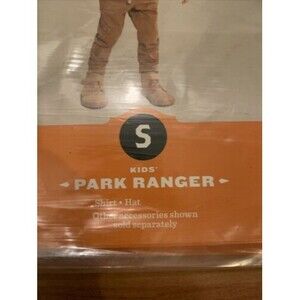 S
KIDS'
PARK RANGER
Shirt • Hat
Other accessories shown
sold separately